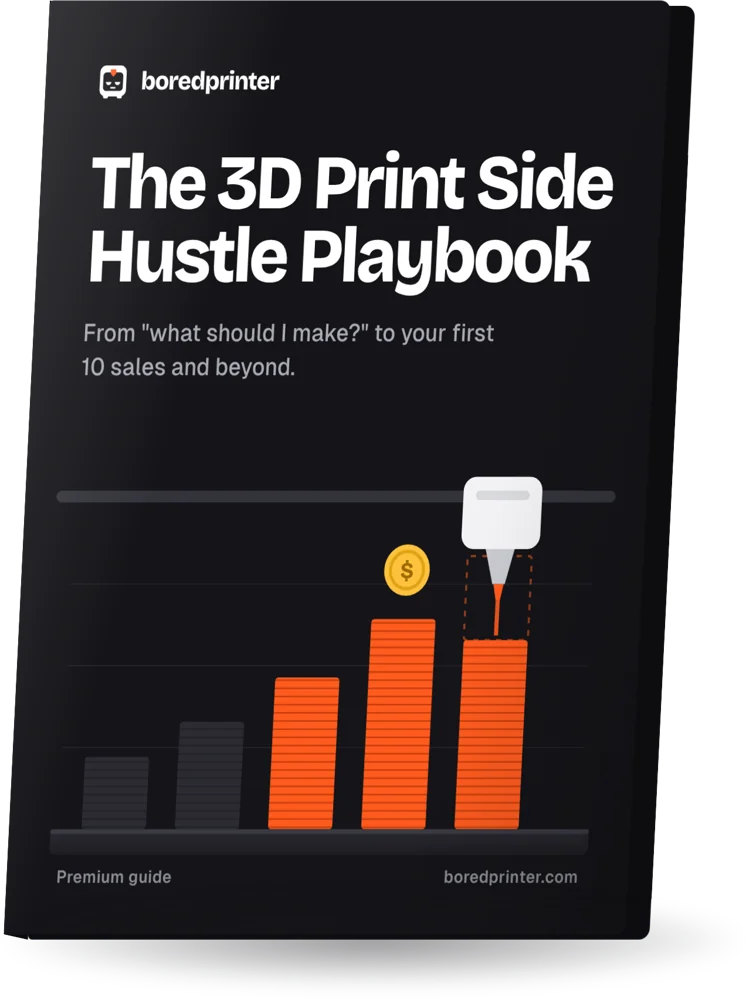 boredprinter
The 3D Print Side
Hustle Playbook
From "what should I make?" to your first
10 sales and beyond.
$
Premium guide
boredprinter.com